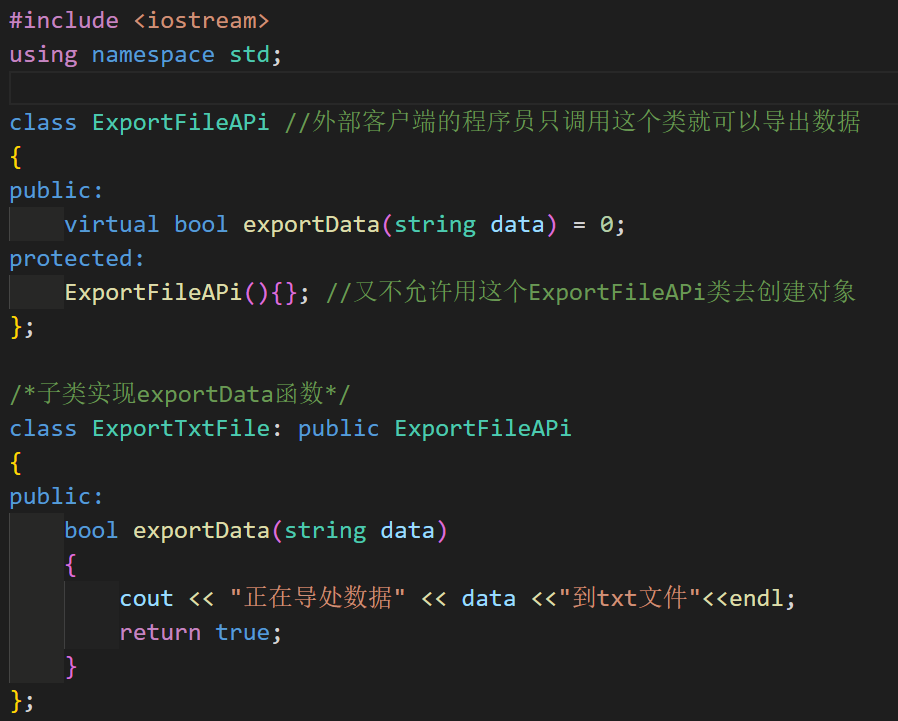 #include <iostream>
using namespace std;
class ExportFileAPi //外部客户端的程序员只调用这个类就可以导出数据
{
public:
    virtual bool exportData(string data) = 0;
protected:
    ExportFileAPi(){}; //又不允许用这个ExportFileAPi类去创建对象
};
/*子类实现exportData函数*/
class ExportTxtFile: public ExportFileAPi
{
public:
    bool exportData(string data)
    {
        cout << "正在导处数据" << data <<"到txt文件"<<endl;
        return true;
    }
};